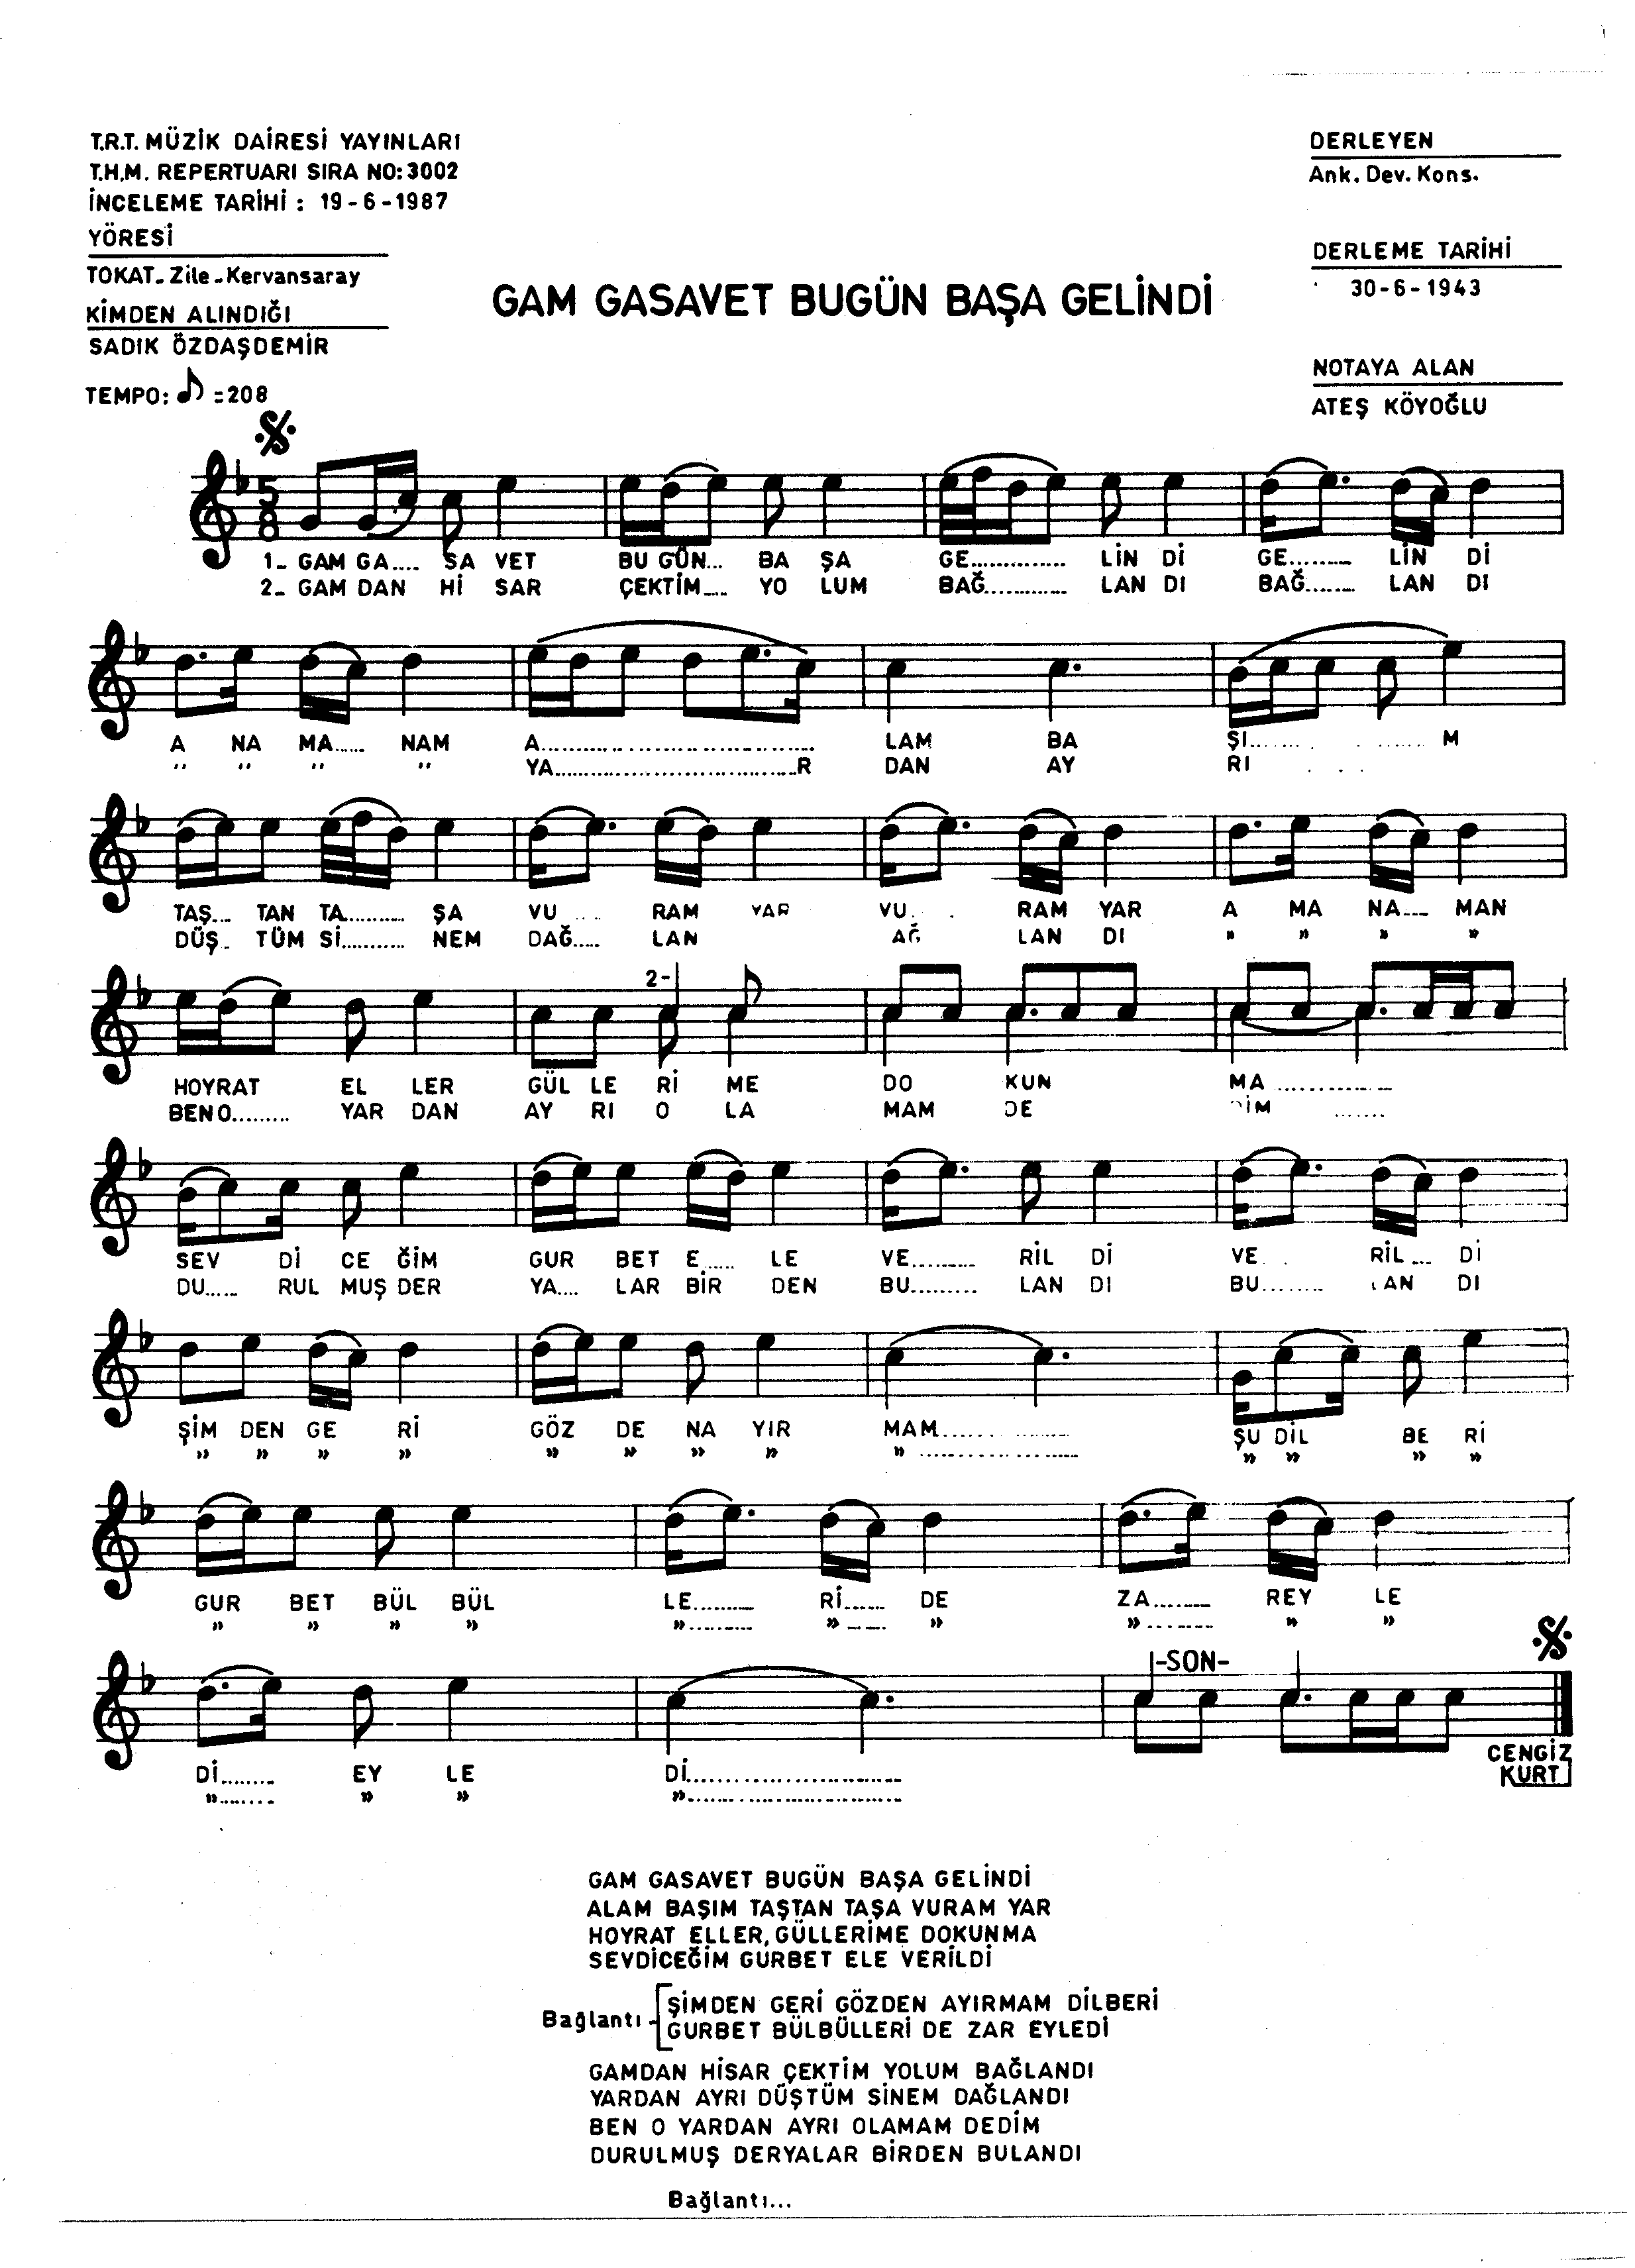 T.R.T. MÜZİK DAİRESİ YAYINLARI
T.H.M. REPERTUARI SIRA NO: 3002
İNCELEME TARİHİ : 19-6-1987
YÖRESİ
TOKAT-Zile-Kervansaray
KİMDEN ALINDIĞI
SADIK ÖZDAŞDEMİR
TEMPO: ♪ =208
DERLEYEN
Ank. Dev. Kons.
DERLEME TARİHİ
30-6-1943
NOTAYA ALAN
ATEŞ KÖYOĞLU
GAM GASAVET BUGÜN BAŞA GELİNDİ
5
8
1- GAM GA.... SA VET BU GÜN... BA ŞA GE............... LİN Dİ GE......... LİN Dİ
2- GAM DAN Hİ SAR ÇEKTİM.... YO LUM BAĞ............ LAN DI BAĞ....... LAN DI
A NA MA...... NAM A................................... LAM BA ŞI............... M
" " " " YA...................................R DAN AY RI . . .
TAŞ... TAN TA.......... ŞA VU .... RAM YAR VU. . RAM YAR A MA NA.... MAN
DÜŞ.. TÜM Sİ........... NEM DAĞ..... LAN AĞ LAN DI " " " "
2-
HOYRAT EL LER GÜL LE Rİ ME DO KUN MA ................
BEN O......... YAR DAN AY RI O LA MAM DE DİM .......
SEV Dİ CE ĞİM GUR BET E...... LE VE.......... RİL Dİ VE. . RİL.... Dİ
DU...... RUL MUŞ DER YA.... LAR BİR DEN BU.......... LAN DI BU......... LAN DI
ŞİM DEN GE Rİ GÖZ DE NA YIR MAM.................. ŞU DİL BE Rİ
" " " " " " " " " ...................... " " " "
GUR BET BÜL BÜL LE.......... Rİ...... DE ZA......... REY LE
" " " " ".......... " ...... " "......... " "
-SON-
Dİ......... EY LE Dİ..............................
"......... " " "..............................
CENGİZ
KURT
GAM GASAVET BUGÜN BAŞA GELİNDİ
ALAM BAŞIM TAŞTAN TAŞA VURAM YAR
HOYRAT ELLER, GÜLLERİME DOKUNMA
SEVDİCEĞİM GURBET ELE VERİLDİ
Bağlantı -
ŞİMDEN GERİ GÖZDEN AYIRMAM DİLBERİ
GURBET BÜLBÜLLERİ DE ZAR EYLEDİ
GAMDAN HİSAR ÇEKTİM YOLUM BAĞLANDI
YARDAN AYRI DÜŞTÜM SİNEM DAĞLANDI
BEN O YARDAN AYRI OLAMAM DEDİM
DURULMUŞ DERYALAR BİRDEN BULANDI
Bağlantı...